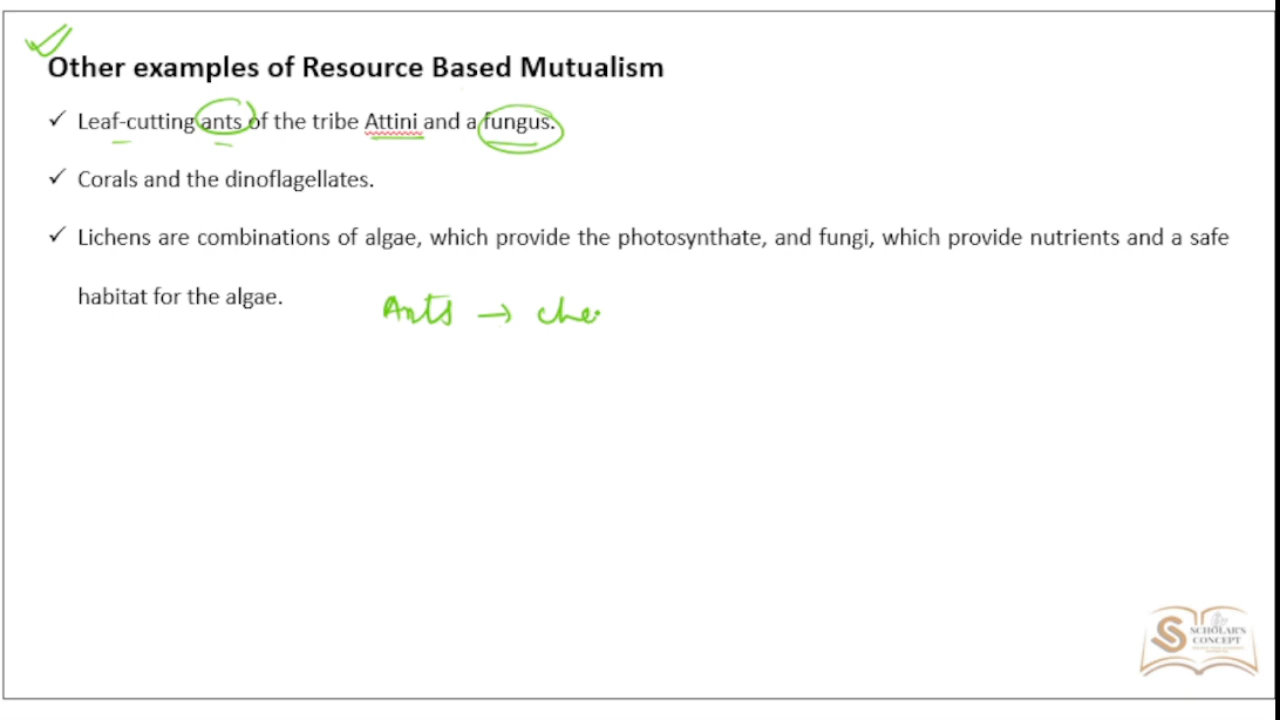 Other examples of Resource Based Mutualism
✓ Leaf-cutting ants of the tribe Attini and a fungus.
✓ Corals and the dinoflagellates.
✓ Lichens are combinations of algae, which provide the photosynthate, and fungi, which provide nutrients and a safe
habitat for the algae.
Ants → che
SCHOLAR'S
CONCEPT